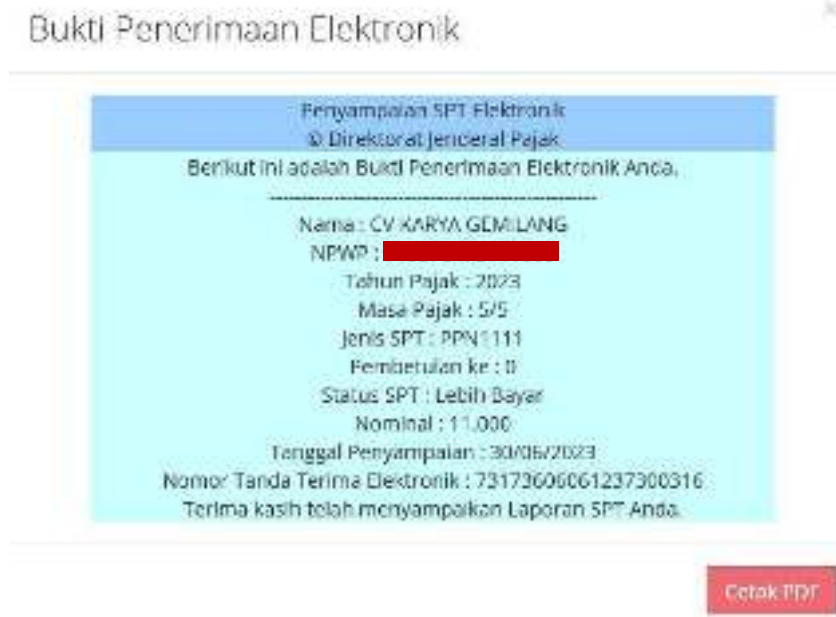 Bukti Penerimaan Elektronik
Penyampaian SPT Elektronik
© Direktorat Jenderal Pajak
Berikut ini adalah Bukti Penerimaan Elektronik Anda.
Nama : CV KARYA GEMILANG
NPWP :
Tahun Pajak : 2023
Masa Pajak : 5/5
Jenis SPT : PPN1111
Pembetulan ke : 0
Status SPT : Lebih Bayar
Nominal : 11.000
Tanggal Penyampaian : 30/06/2023
Nomor Tanda Terima Elektronik : 73173606061237300316
Terima kasih telah menyampaikan Laporan SPT Anda.
Cetak PDF